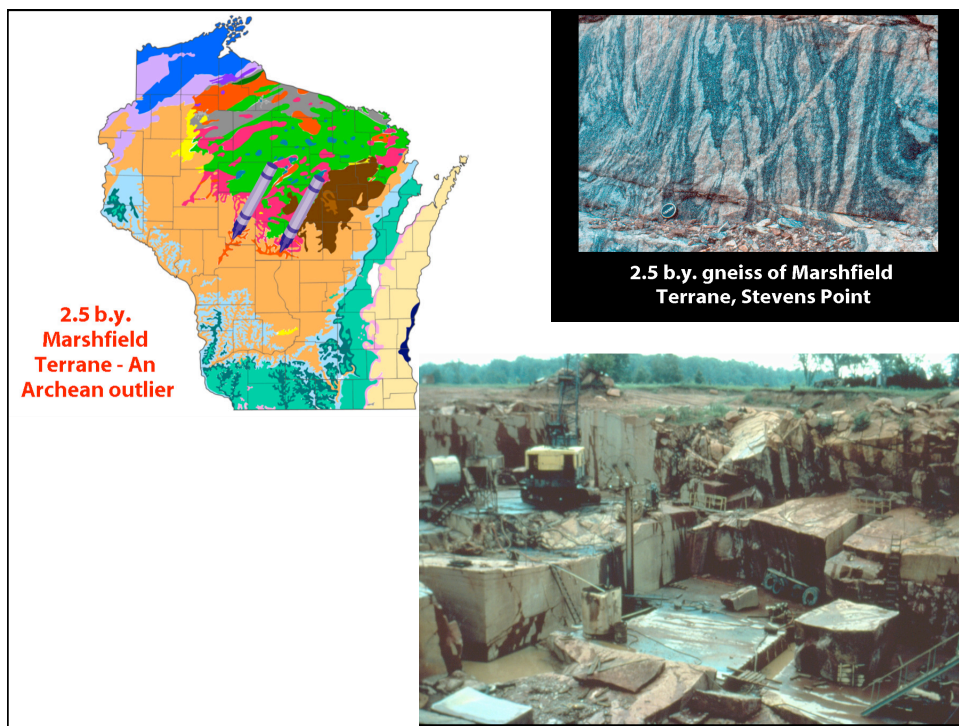 2.5 b.y.
Marshfield
Terrane - An
Archean outlier
2.5 b.y. gneiss of Marshfield
Terrane, Stevens Point